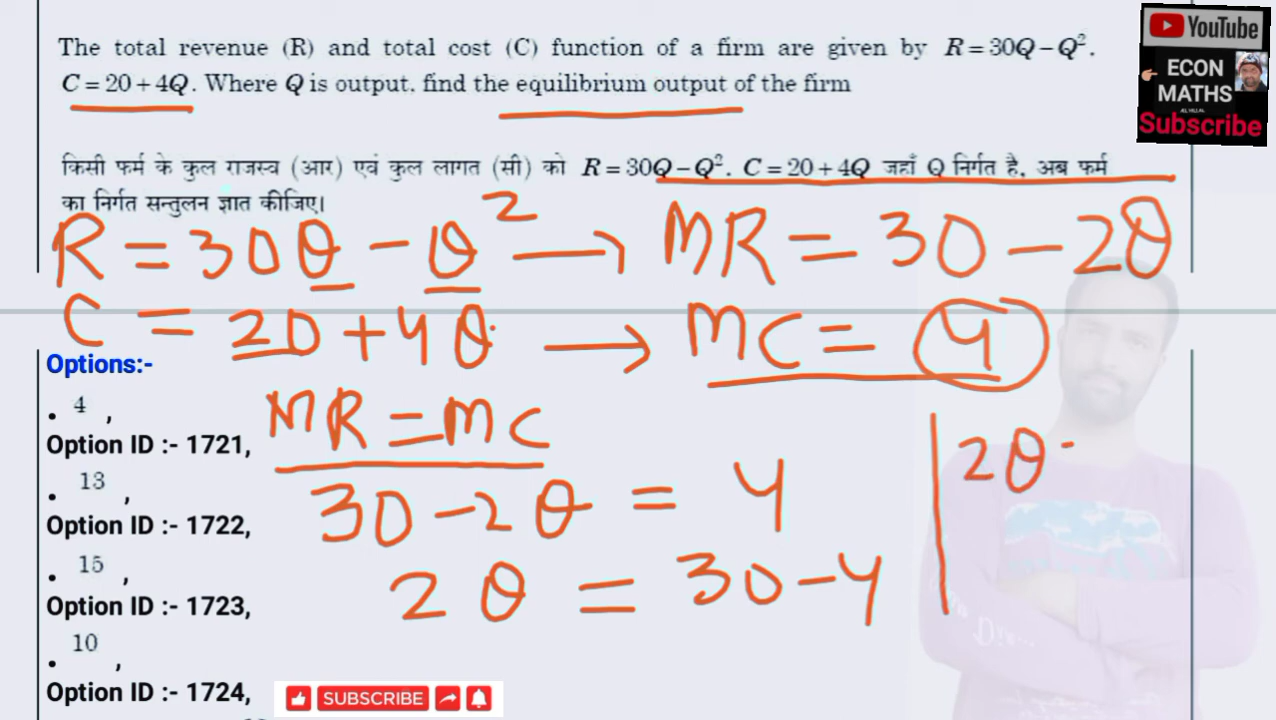 The total revenue (R) and total cost (C) function of a firm are given by R=30Q−Q².
C=20+4Q. Where Q is output. find the equilibrium output of the firm
YouTube
ECON
MATHS
Subscribe
किसी फर्म के कुल राजस्व (आर) एवं कुल लागत (सी) को R=30Q−Q². C=20+4Q जहाँ Q निर्गत है, अब फर्म
का निर्गत सन्तुलन ज्ञात कीजिए।
R = 30Q − Q² → MR = 30 − 2Q
C = 20 + 4Q → MC = 4
Options:-
. 4 ,
Option ID :- 1721,
. 13 ,
Option ID :- 1722,
. 15 ,
Option ID :- 1723,
. 10 ,
Option ID :- 1724,
MR = MC
30 − 2Q = 4
2Q = 30 − 4
2Q -
SUBSCRIBE